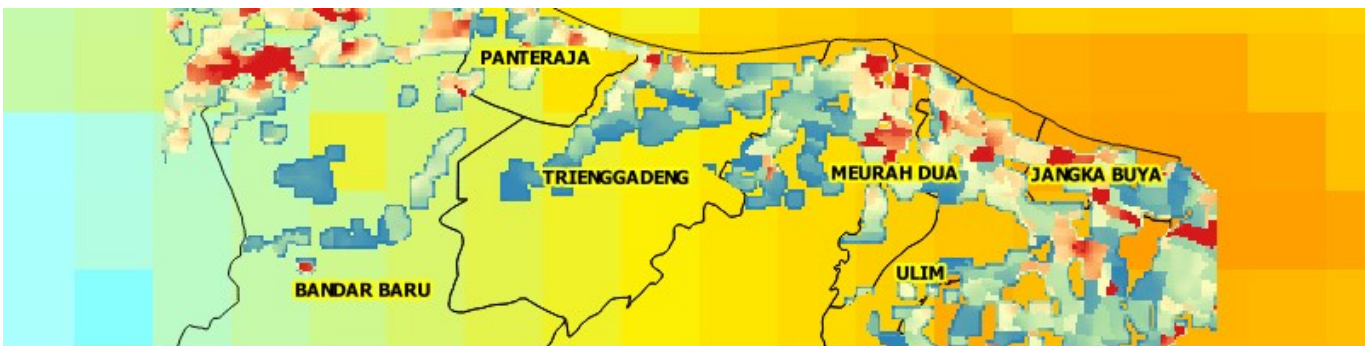 PANTERAJA
TRIENGGADENG
MEURAH DUA
JANGKA BUYA
ULIM
BANDAR BARU